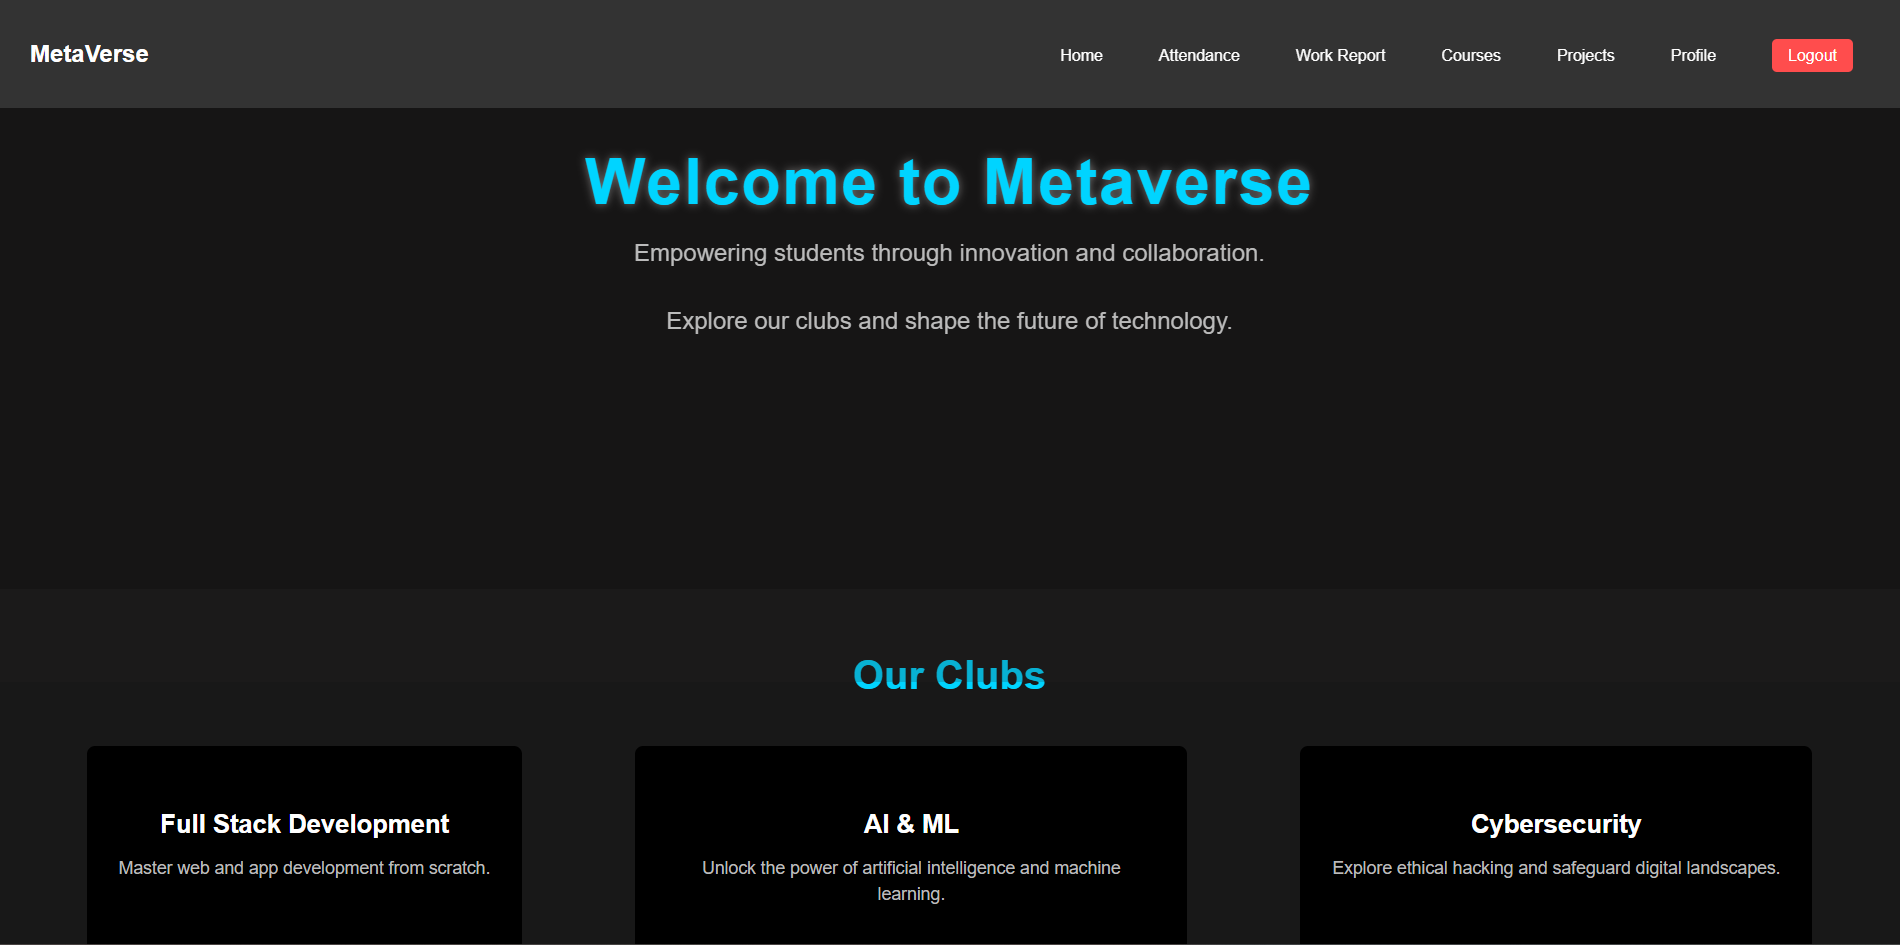 MetaVerse
Home Attendance Work Report Courses Projects Profile Logout
Welcome to Metaverse
Empowering students through innovation and collaboration.
Explore our clubs and shape the future of technology.
Our Clubs
Full Stack Development
Master web and app development from scratch.
AI & ML
Unlock the power of artificial intelligence and machine
learning.
Cybersecurity
Explore ethical hacking and safeguard digital landscapes.